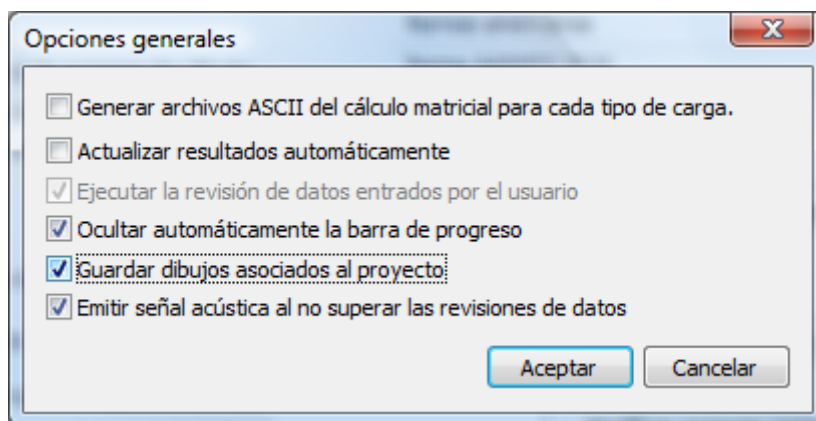 Opciones generales
Generar archivos ASCII del cálculo matricial para cada tipo de carga.
Actualizar resultados automáticamente
Ejecutar la revisión de datos entrados por el usuario
Ocultar automáticamente la barra de progreso
Guardar dibujos asociados al proyecto
Emitir señal acústica al no superar las revisiones de datos
Aceptar Cancelar